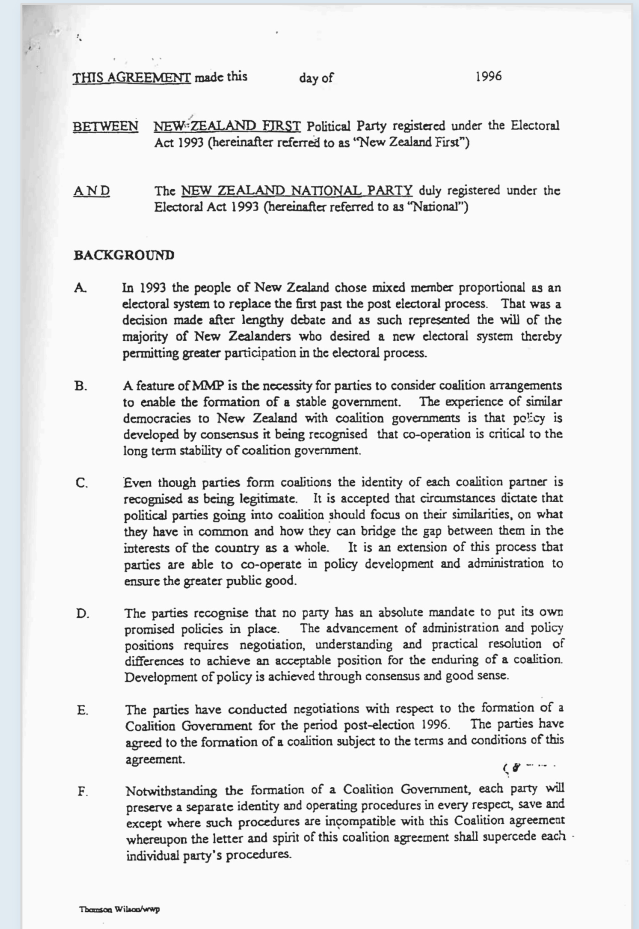 THIS AGREEMENT made this day of 1996
BETWEEN NEW ZEALAND FIRST Political Party registered under the Electoral
Act 1993 (hereinafter referred to as "New Zealand First")
AND The NEW ZEALAND NATIONAL PARTY duly registered under the
Electoral Act 1993 (hereinafter referred to as "National")
BACKGROUND
A. In 1993 the people of New Zealand chose mixed member proportional as an
electoral system to replace the first past the post electoral process. That was a
decision made after lengthy debate and as such represented the will of the
majority of New Zealanders who desired a new electoral system thereby
permitting greater participation in the electoral process.
B. A feature of MMP is the necessity for parties to consider coalition arrangements
to enable the formation of a stable government. The experience of similar
democracies to New Zealand with coalition governments is that policy is
developed by consensus it being recognised that co-operation is critical to the
long term stability of coalition government.
C. Even though parties form coalitions the identity of each coalition partner is
recognised as being legitimate. It is accepted that circumstances dictate that
political parties going into coalition should focus on their similarities, on what
they have in common and how they can bridge the gap between them in the
interests of the country as a whole. It is an extension of this process that
parties are able to co-operate in policy development and administration to
ensure the greater public good.
D. The parties recognise that no party has an absolute mandate to put its own
promised policies in place. The advancement of administration and policy
positions requires negotiation, understanding and practical resolution of
differences to achieve an acceptable position for the enduring of a coalition.
Development of policy is achieved through consensus and good sense.
E. The parties have conducted negotiations with respect to the formation of a
Coalition Government for the period post-election 1996. The parties have
agreed to the formation of a coalition subject to the terms and conditions of this
agreement.
F. Notwithstanding the formation of a Coalition Government, each party will
preserve a separate identity and operating procedures in every respect, save and
except where such procedures are incompatible with this Coalition agreement
whereupon the letter and spirit of this coalition agreement shall supercede each
individual party's procedures.
Thomson Wilson/wwp